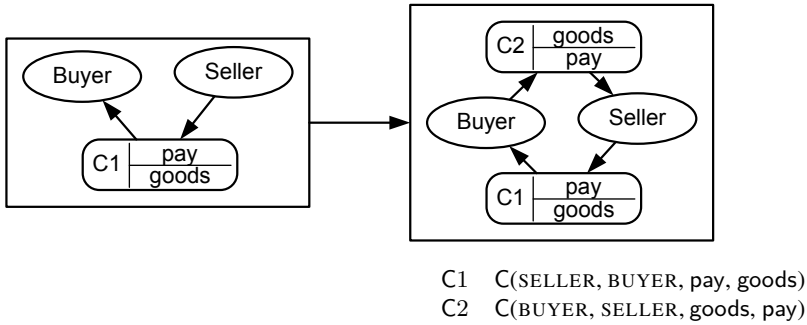 Buyer
Seller
C1
pay
goods
C2
goods
pay
Buyer
Seller
C1
pay
goods
C1 C(SELLER, BUYER, pay, goods)
C2 C(BUYER, SELLER, goods, pay)